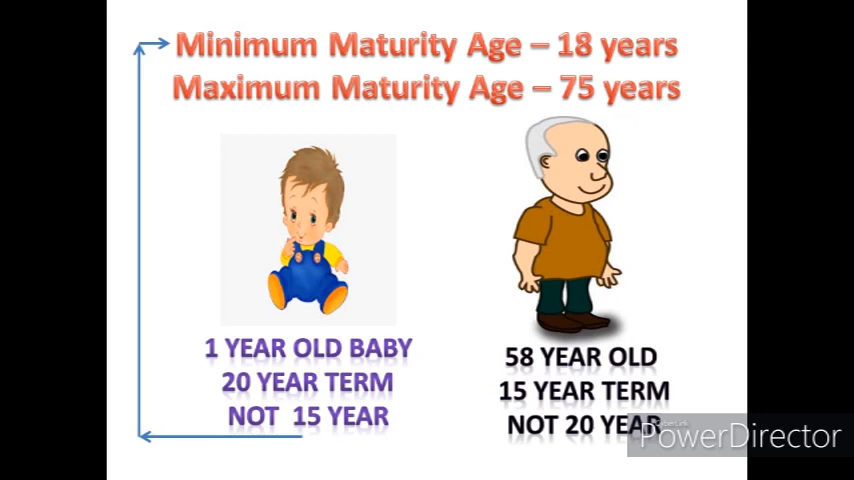 Minimum Maturity Age – 18 years
Maximum Maturity Age – 75 years
1 YEAR OLD BABY
20 YEAR TERM
NOT 15 YEAR
58 YEAR OLD
15 YEAR TERM
NOT 20 YEAR
CyberLink
PowerDirector